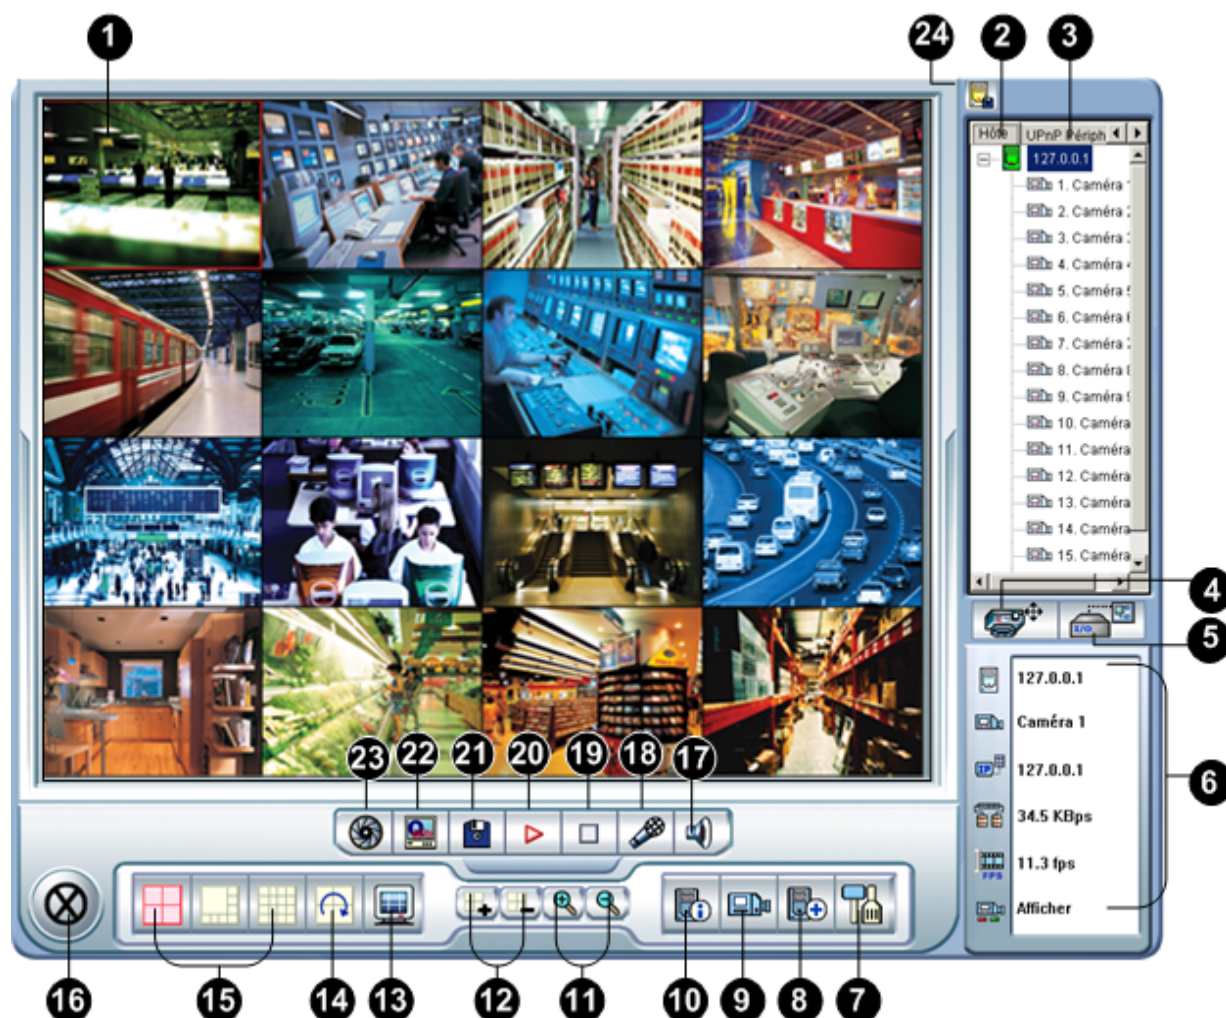 1
24
2
3
Hôte
UPnP Périph
127.0.0.1
1. Caméra
2. Caméra
3. Caméra
4. Caméra
5. Caméra
6. Caméra
7. Caméra
8. Caméra
9. Caméra
10. Caméra
11. Caméra
12. Caméra
13. Caméra
14. Caméra
15. Caméra
4
I/O
5
127.0.0.1
Caméra 1
IP
127.0.0.1
34.5 KBps
FPS
11.3 fps
Afficher
6
23
22
21
20
19
18
17
16
15
14
13
12
11
10
9
8
7